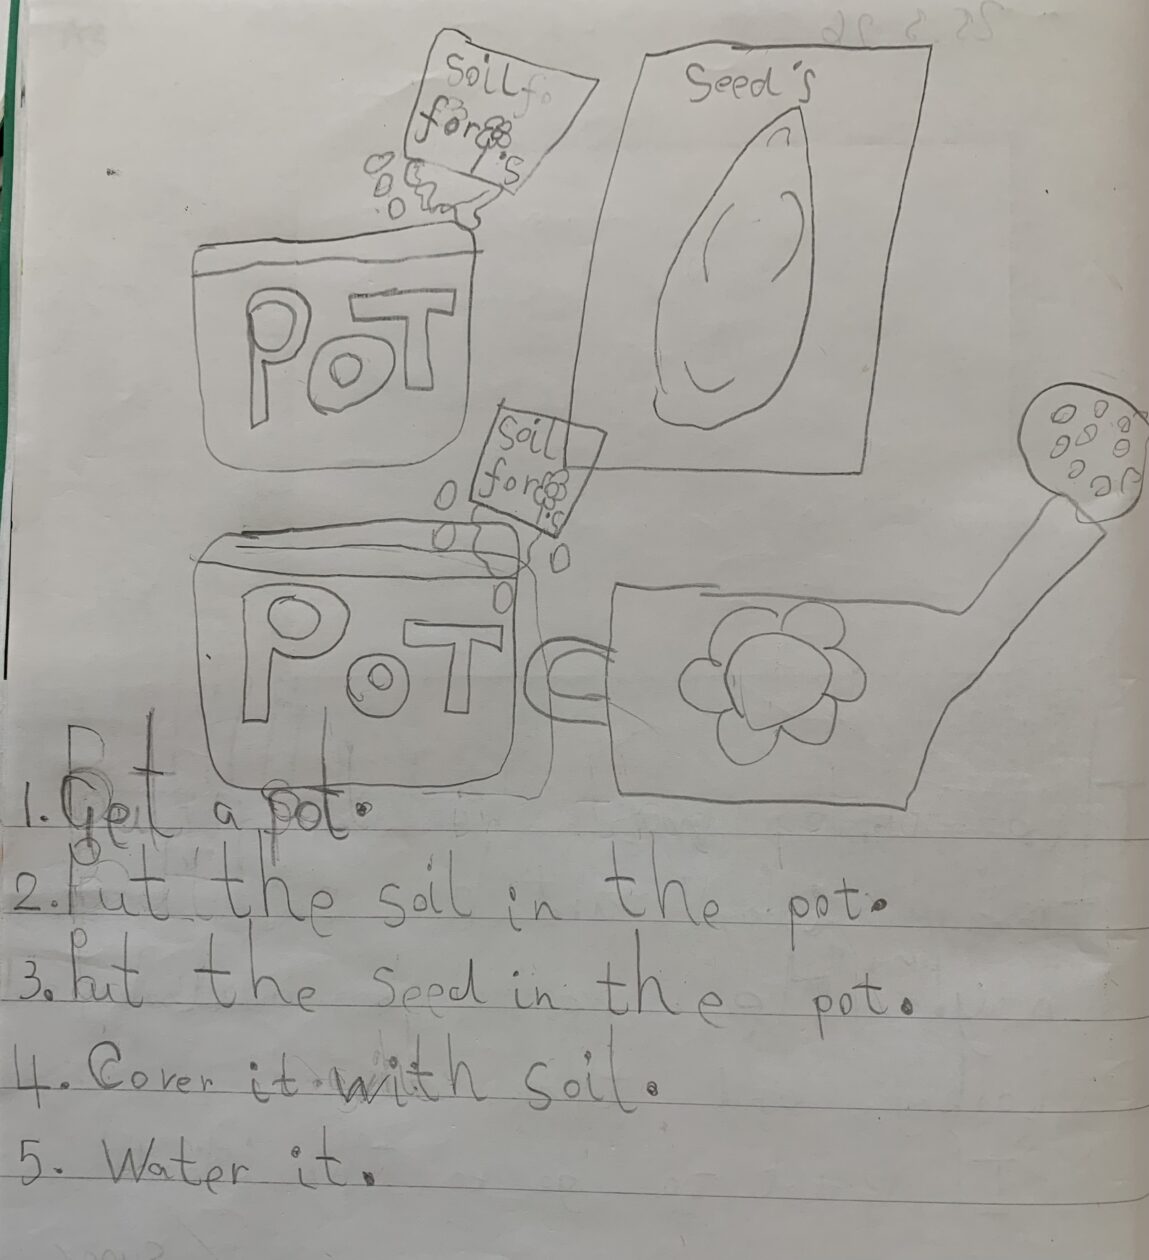 Soil
for 's
Seed's
POT
Soil
for 's
POT
1. Get a pot.
2. Put the soil in the pot.
3. Put the seed in the pot.
4. Cover it with soil.
5. Water it.